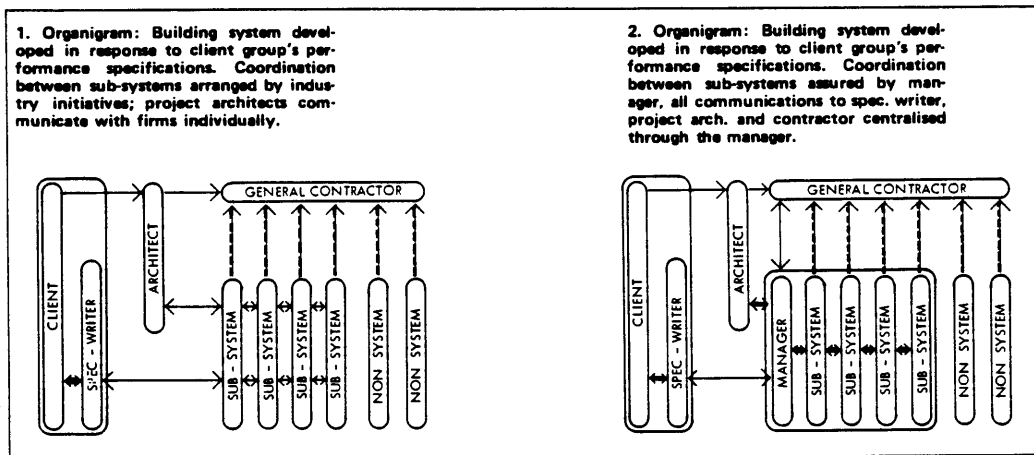 1. Organigram: Building system devel-
oped in response to client group's per-
formance specifications. Coordination
between sub-systems arranged by indus-
try initiatives; project architects com-
municate with firms individually.
GENERAL CONTRACTOR
CLIENT
SPEC - WRITER
ARCHITECT
SUB - SYSTEM
SUB - SYSTEM
SUB - SYSTEM
SUB - SYSTEM
NON SYSTEM
NON SYSTEM
2. Organigram: Building system devel-
oped in response to client group's per-
formance specifications. Coordination
between sub-systems assured by man-
ager, all communications to spec. writer,
project arch. and contractor centralised
through the manager.
GENERAL CONTRACTOR
CLIENT
SPEC - WRITER
ARCHITECT
MANAGER
SUB - SYSTEM
SUB - SYSTEM
SUB - SYSTEM
SUB - SYSTEM
NON SYSTEM
NON SYSTEM